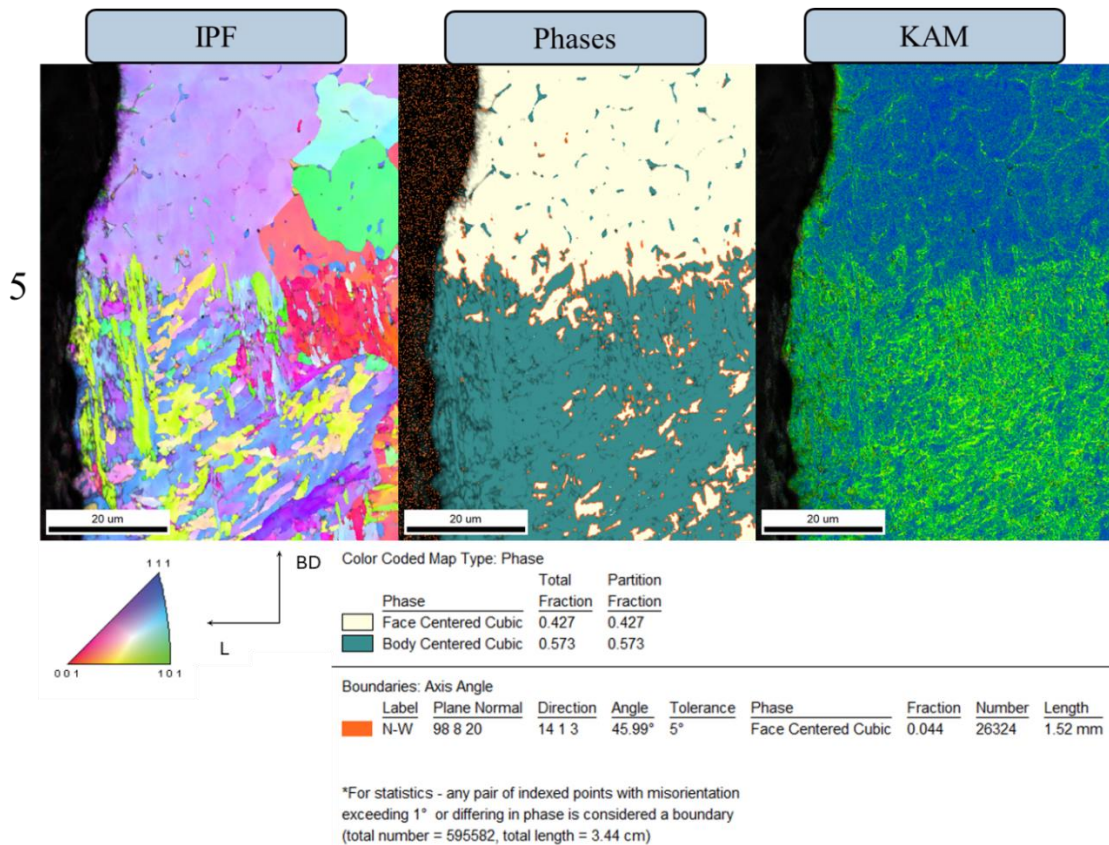 IPF Phases KAM
5
20 um 20 um 20 um
BD
L
1 1 1
0 0 1 1 0 1
Color Coded Map Type: Phase
Total Partition
Phase Fraction Fraction
Face Centered Cubic 0.427 0.427
Body Centered Cubic 0.573 0.573
Boundaries: Axis Angle
Label Plane Normal Direction Angle Tolerance Phase Fraction Number Length
N-W 98 8 20 14 1 3 45.99° 5° Face Centered Cubic 0.044 26324 1.52 mm
*For statistics - any pair of indexed points with misorientation
exceeding 1° or differing in phase is considered a boundary
(total number = 595582, total length = 3.44 cm)